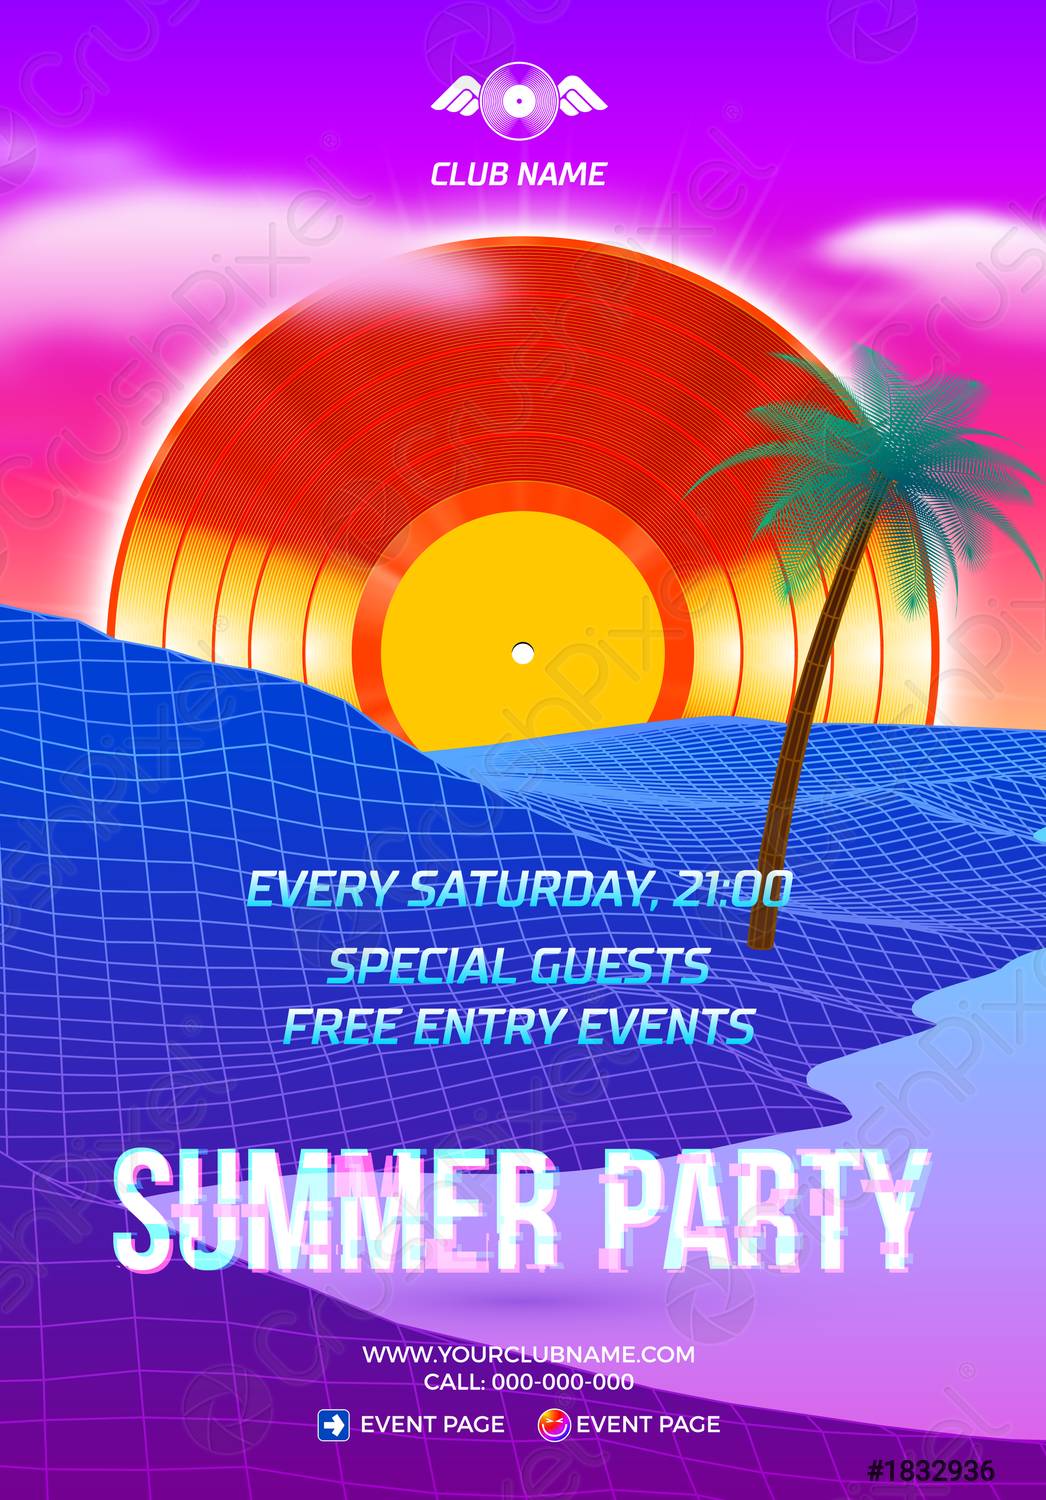 CLUB NAME
EVERY SATURDAY, 21:00
SPECIAL GUESTS
FREE ENTRY EVENTS
SUMMER PARTY
WWW.YOURCLUBNAME.COM
CALL: 000-000-000
EVENT PAGE EVENT PAGE
#1832936
crushpixel